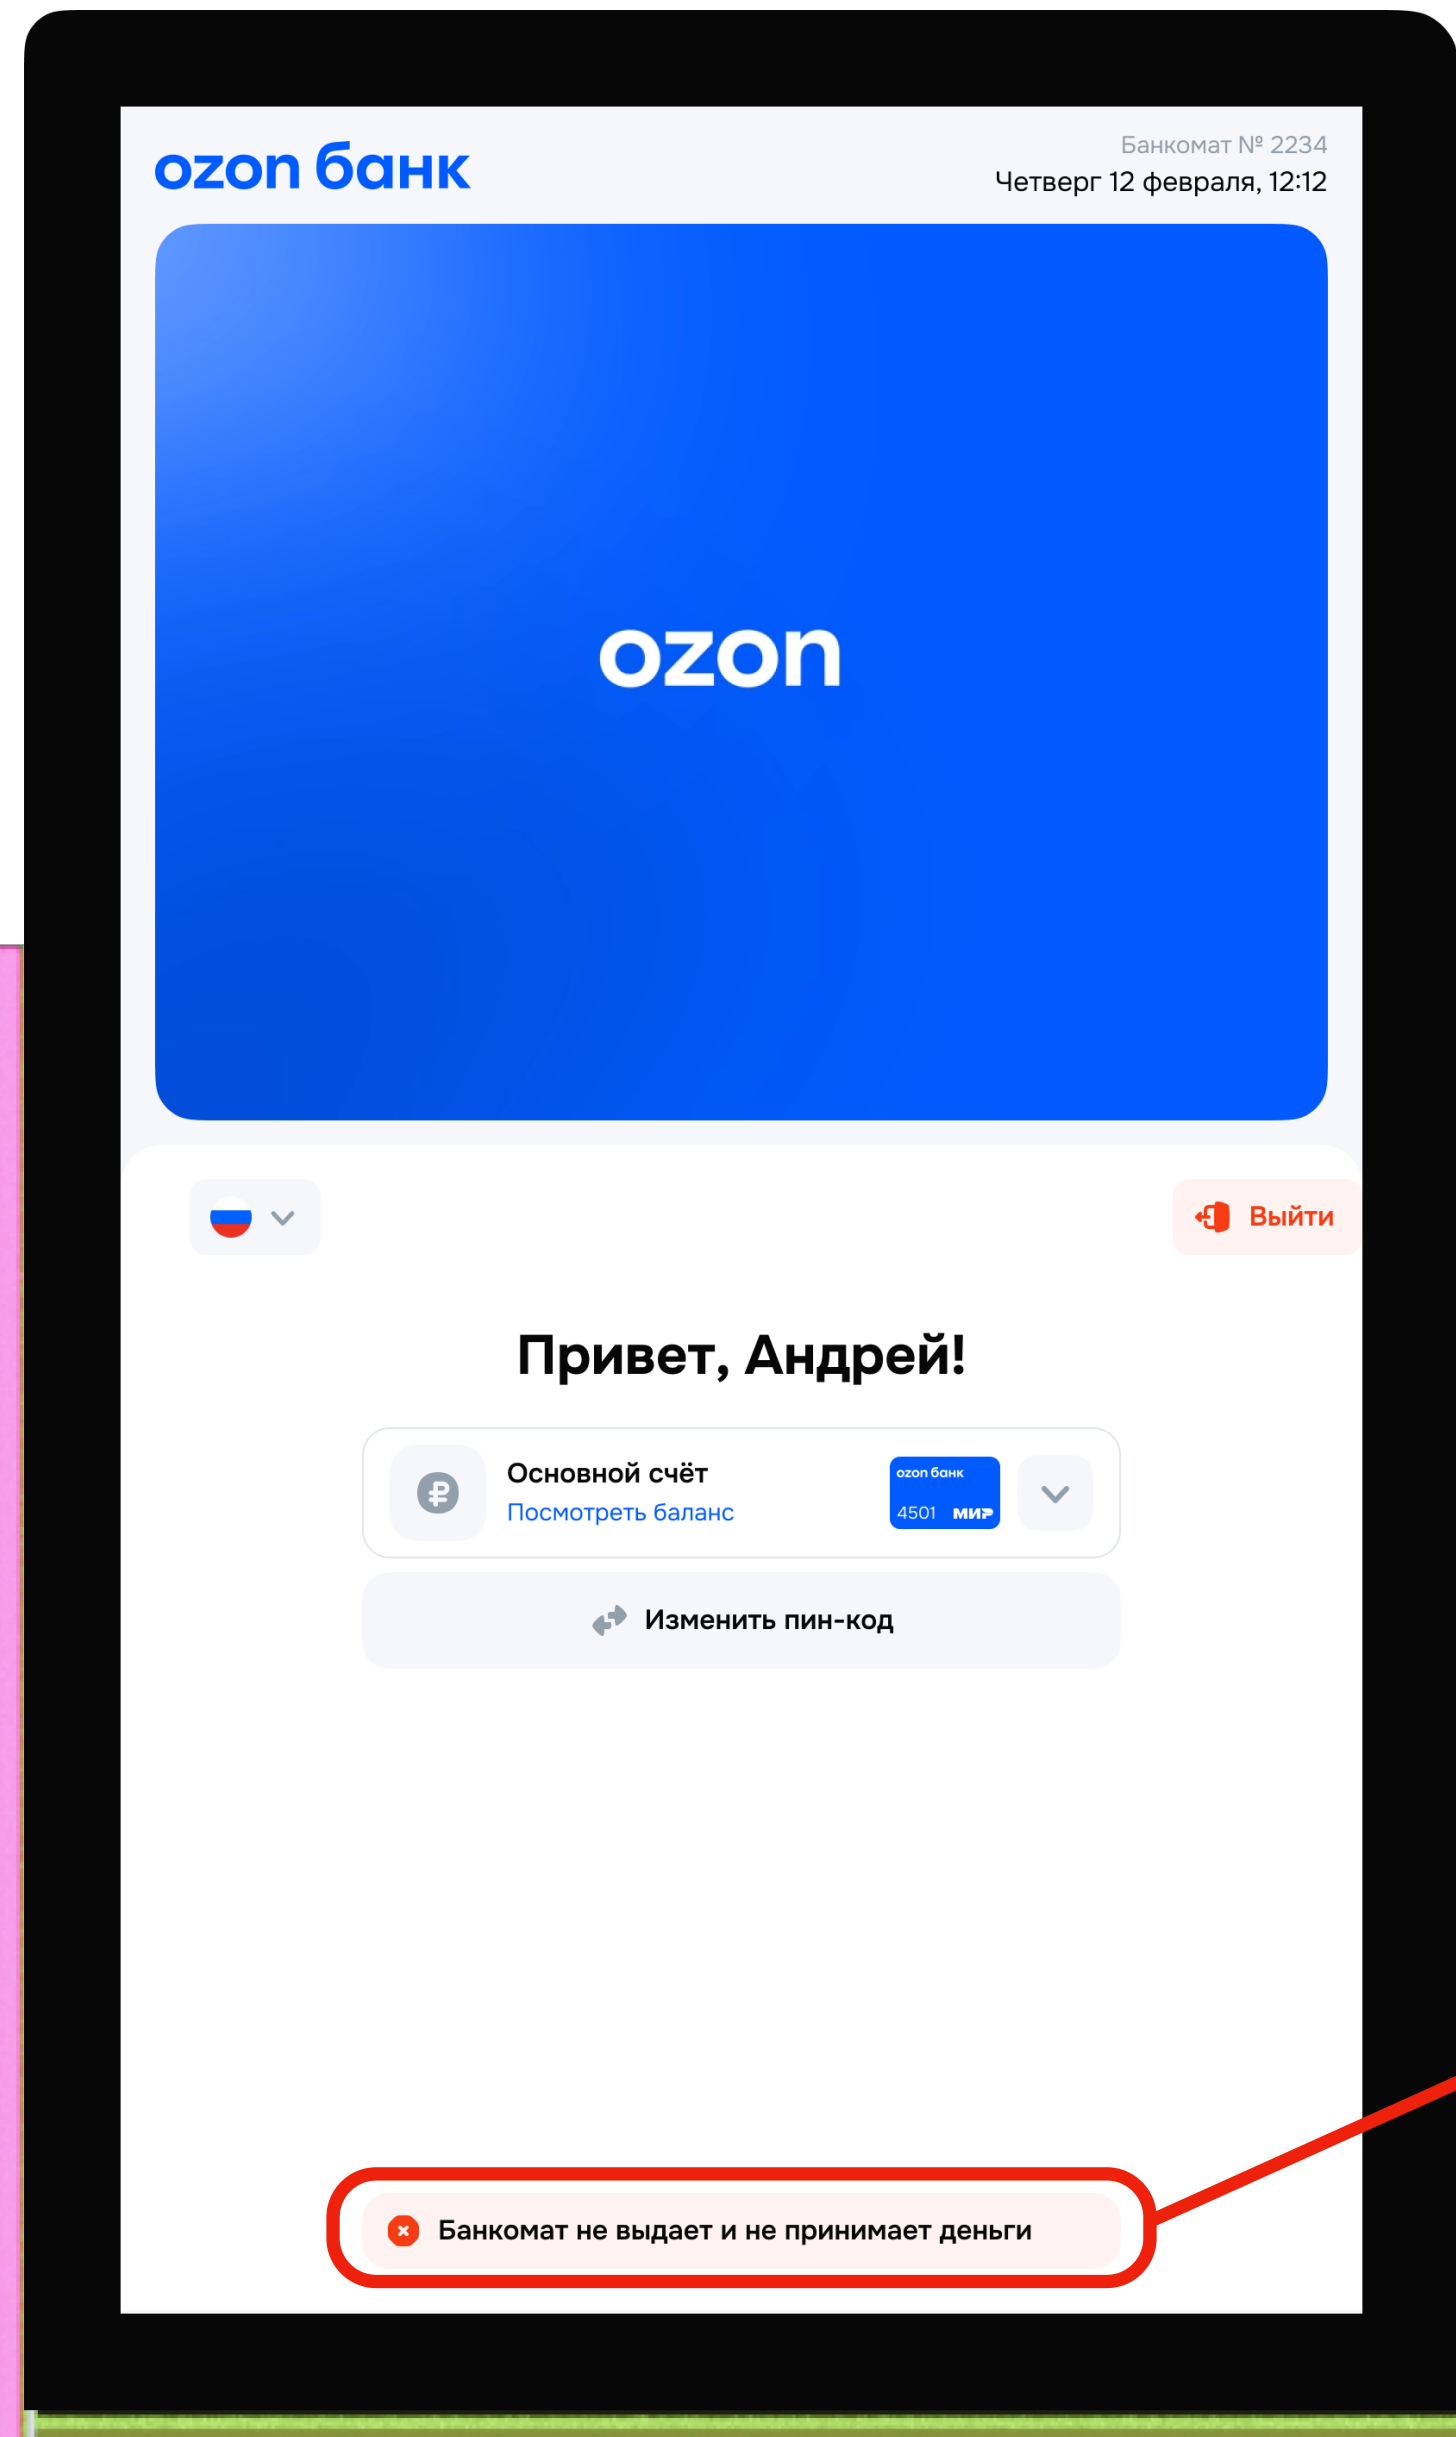 ozon банк
Банкомат № 2234
Четверг 12 февраля, 12:12
ozon
Выйти
Привет, Андрей!
Основной счёт
Посмотреть баланс
ozon банк
4501 МИР
Изменить пин-код
Банкомат не выдает и не принимает деньги